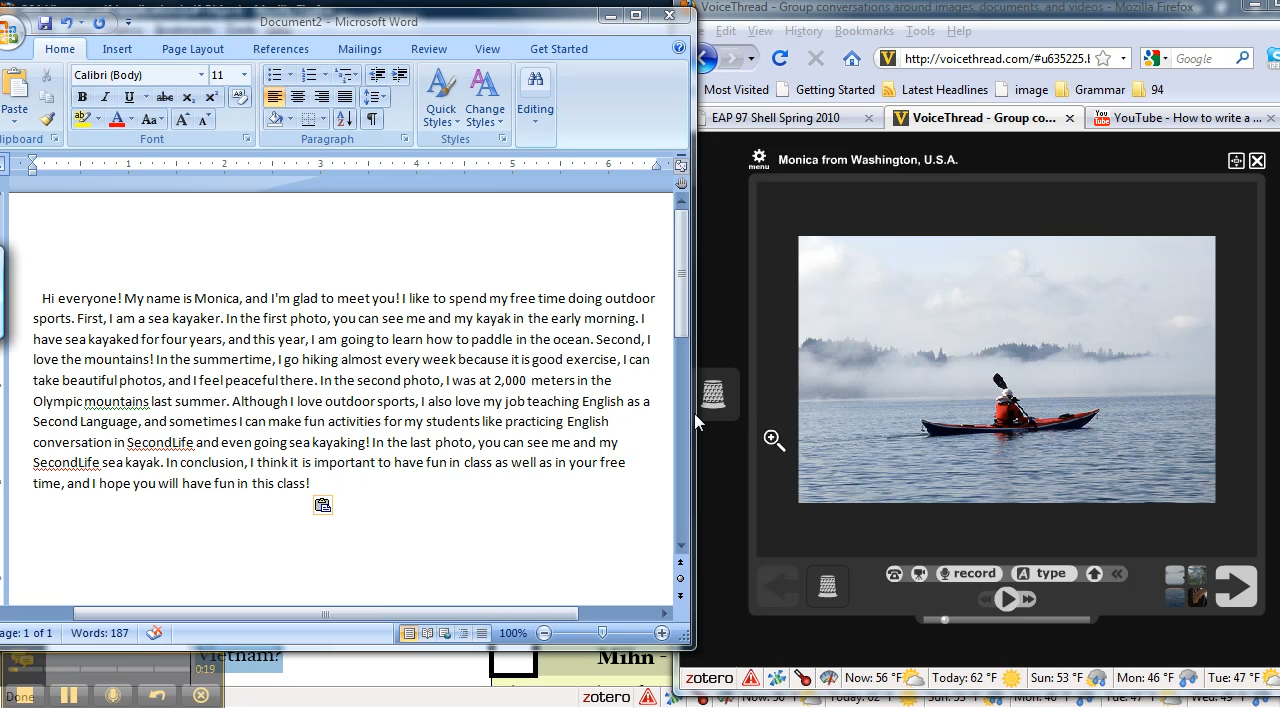 Document2 - Microsoft Word
Home Insert Page Layout References Mailings Review View Get Started
Calibri (Body) 11
Paste
Quick Styles
Change Styles
Editing
Font Paragraph Styles
1 2 3 4 5 6
Hi everyone! My name is Monica, and I'm glad to meet you! I like to spend my free time doing outdoor
sports. First, I am a sea kayaker. In the first photo, you can see me and my kayak in the early morning. I
have sea kayaked for four years, and this year, I am going to learn how to paddle in the ocean. Second, I
love the mountains! In the summertime, I go hiking almost every week because it is good exercise, I can
take beautiful photos, and I feel peaceful there. In the second photo, I was at 2,000 meters in the
Olympic mountains last summer. Although I love outdoor sports, I also love my job teaching English as a
Second Language, and sometimes I can make fun activities for my students like practicing English
conversation in SecondLife and even going sea kayaking! In the last photo, you can see me and my
SecondLife sea kayak. In conclusion, I think it is important to have fun in class as well as in your free
time, and I hope you will have fun in this class!
age: 1 of 1 Words: 187 100%
Vietnam? Mihn -
0:19
Done
zotero
VoiceThread - Group conversations around images, documents, and videos - Mozilla Firefox
Edit View History Bookmarks Tools Help
http://voicethread.com/#u635225.b Google
Most Visited Getting Started Latest Headlines image Grammar 94
EAP 97 Shell Spring 2010 VoiceThread - Group co... YouTube - How to write a ...
menu Monica from Washington, U.S.A.
record A type
zotero Now: 56 °F Today: 62 °F Sun: 53 °F Mon: 46 °F Tue: 47 °F